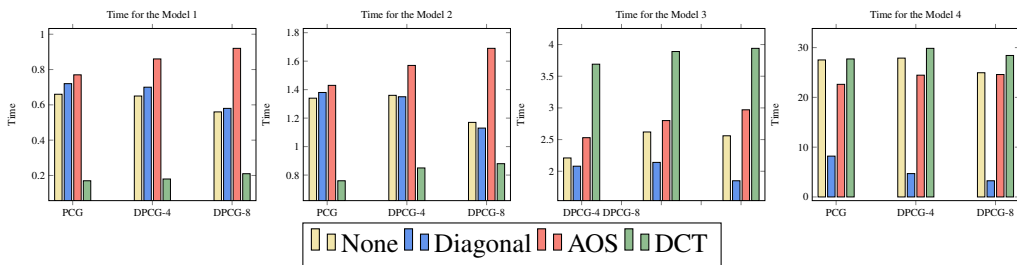 Time for the Model 1
Time for the Model 2
Time for the Model 3
Time for the Model 4
Time
1
0.8
0.6
0.4
0.2
PCG
DPCG-4
DPCG-8
Time
1.8
1.6
1.4
1.2
1
0.8
PCG
DPCG-4
DPCG-8
Time
4
3.5
3
2.5
2
DPCG-4 DPCG-8
Time
30
20
10
0
PCG
DPCG-4
DPCG-8
None Diagonal AOS DCT